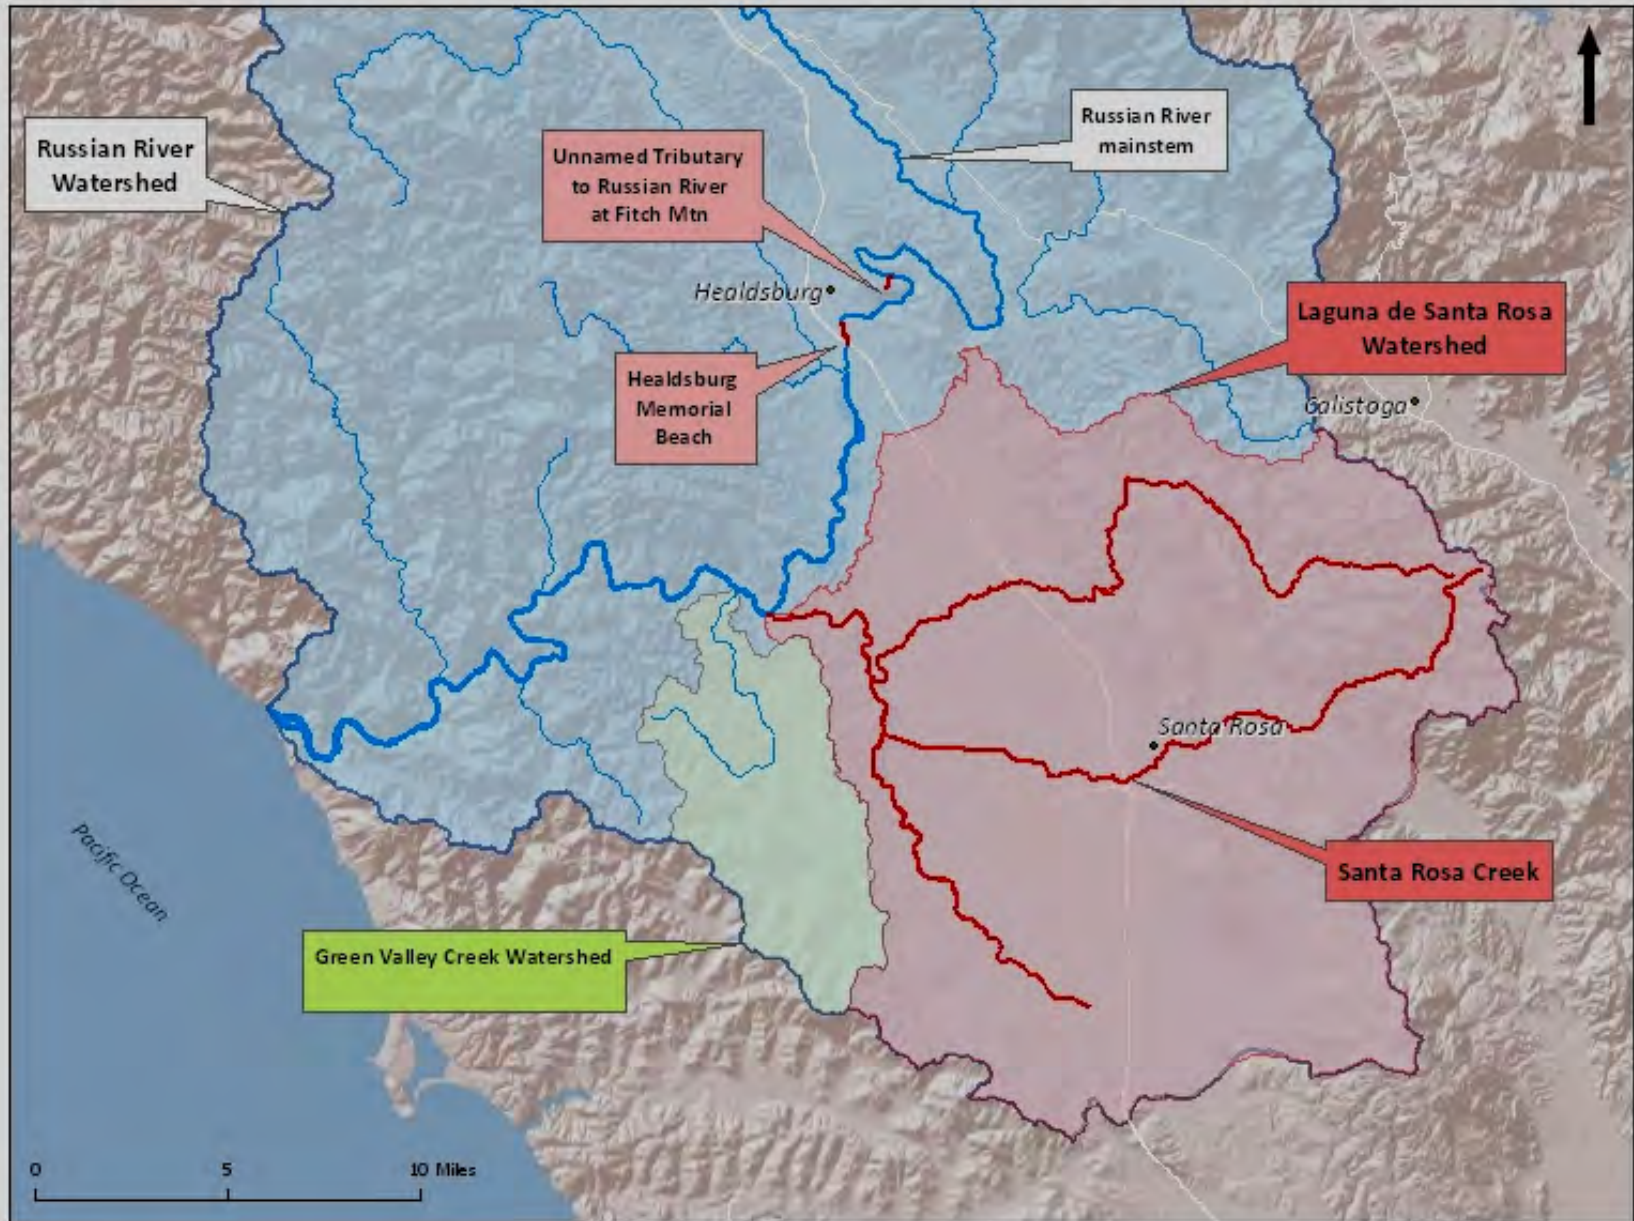 Russian River
Watershed
Unnamed Tributary
to Russian River
at Fitch Mtn
Russian River
mainstem
Healdsburg
Laguna de Santa Rosa
Watershed
Healdsburg
Memorial
Beach
Calistoga
Santa Rosa
Pacific Ocean
Santa Rosa Creek
Green Valley Creek Watershed
0 5 10 Miles